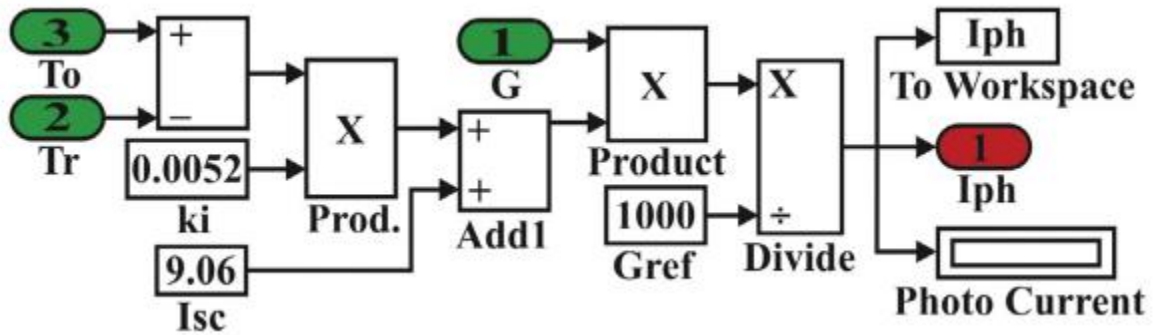 3
To
+
−
2
Tr
0.0052
ki
9.06
Isc
X
Prod.
+
+
Add1
1
G
X
Product
1000
Gref
X
÷
Divide
Iph
To Workspace
1
Iph
Photo Current